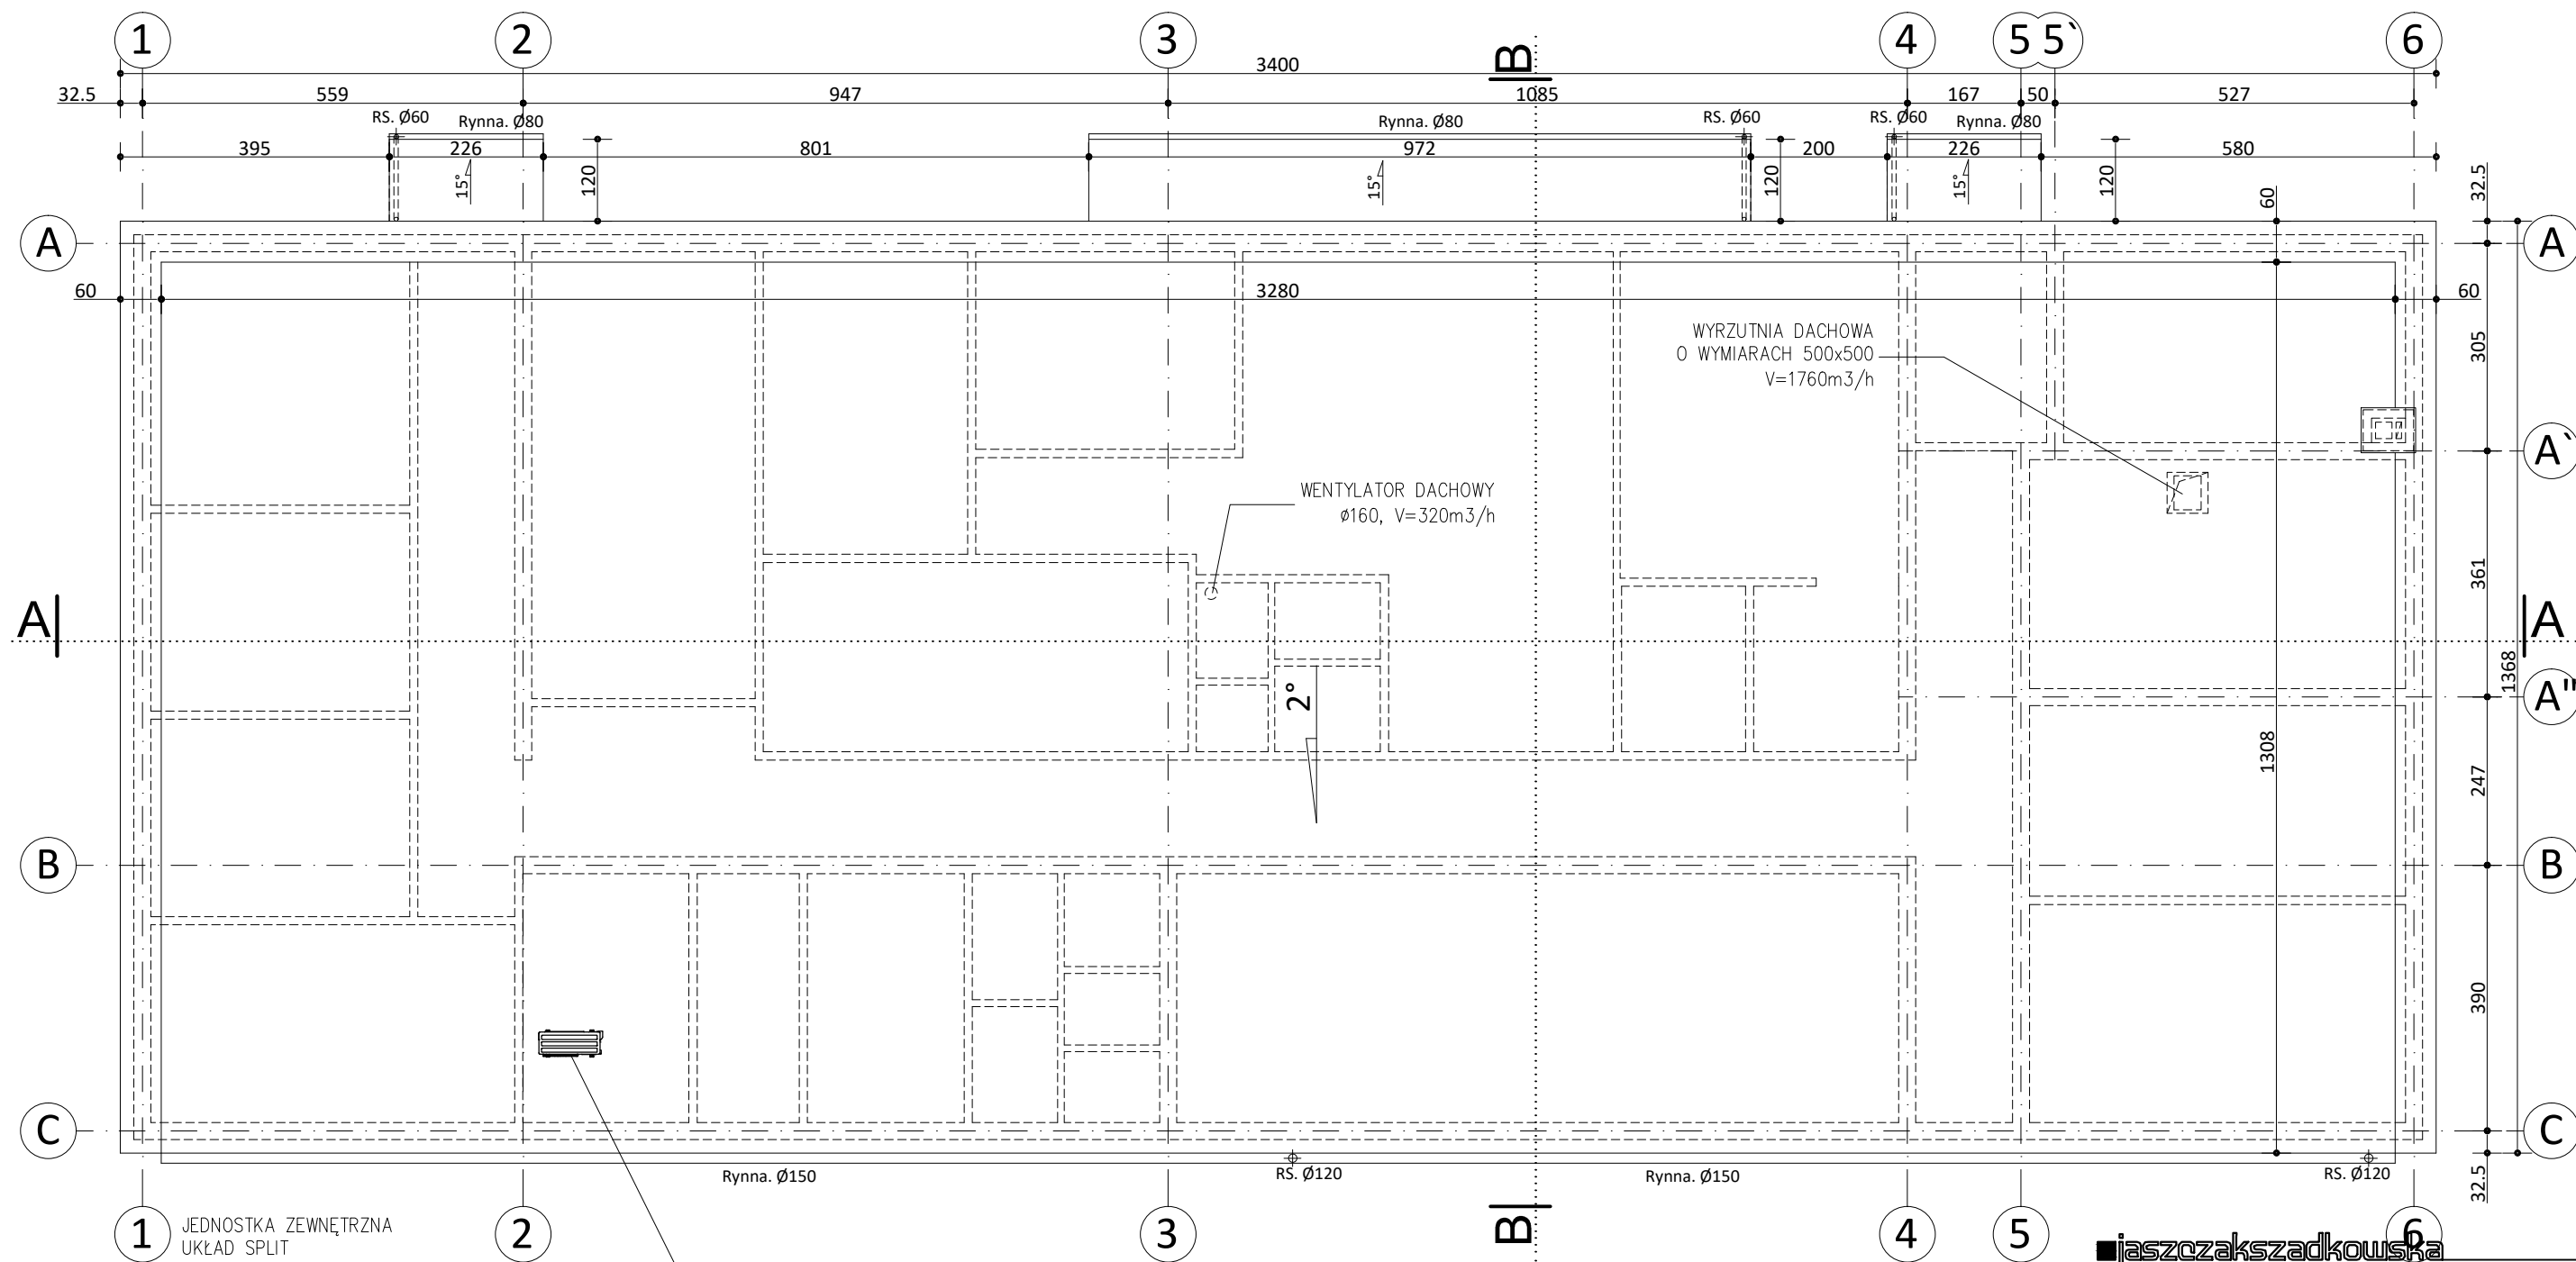 1 2 3 4 5 5` 6
B
3400
32.5 559 947 1085 167 50 527
RS. Ø60 Rynna. Ø80 Rynna. Ø80 RS. Ø60 RS. Ø60 Rynna. Ø80
395 226 801 972 200 226 580
15° 120 15° 120 15° 120 60 32.5
A A
60 3280 60
WYRZUTNIA DACHOWA
O WYMIARACH 500x500
V=1760m3/h
305
A`
WENTYLATOR DACHOWY
ø160, V=320m3/h
361
A A
1368
2°
A"
1308
247
B B
390
C C
Rynna. Ø150 RS. Ø120 Rynna. Ø150 RS. Ø120
32.5
B
1 2 3 4 5 6
JEDNOSTKA ZEWNĘTRZNA
UKŁAD SPLIT
jaszczakszadkowska